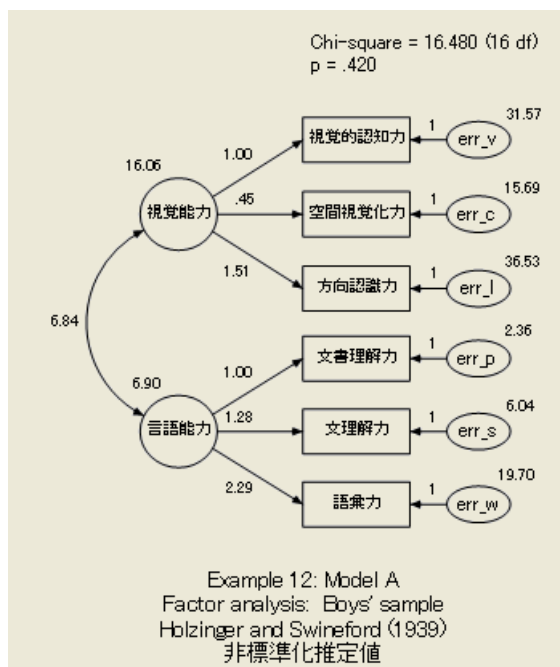 Chi-square = 16.480 (16 df)
p = .420
31.57
視覚的認知力
1
err_v
16.06
1.00
15.69
視覚能力
.45
空間視覚化力
1
err_c
36.53
1.51
方向認識力
1
err_l
6.84
2.36
文書理解力
1
err_p
6.90
1.00
6.04
言語能力
1.28
文理解力
1
err_s
19.70
2.29
語彙力
1
err_w
Example 12: Model A
Factor analysis: Boys' sample
Holzinger and Swineford (1939)
非標準化推定値